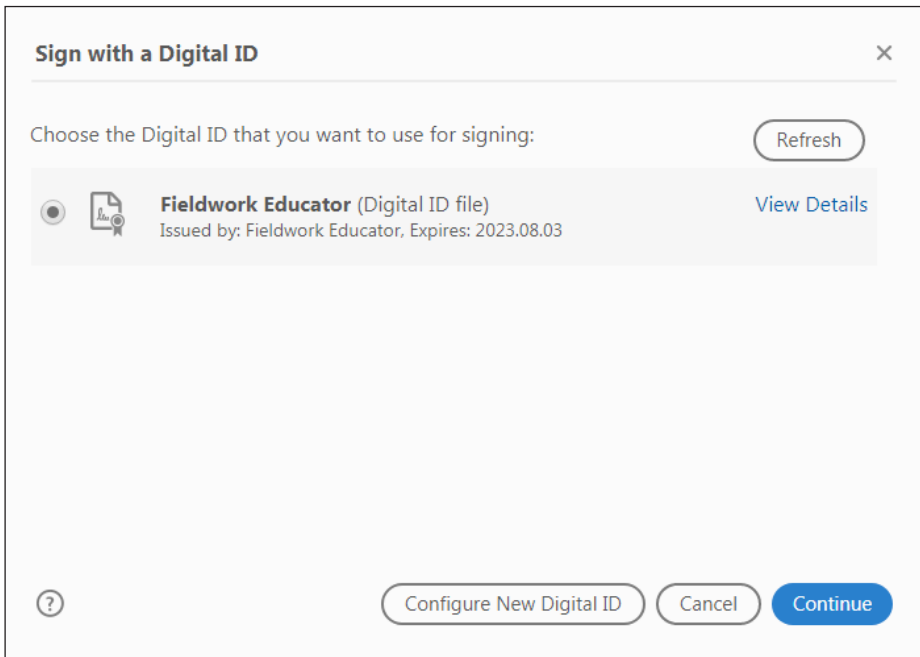 Sign with a Digital ID
Choose the Digital ID that you want to use for signing:
Refresh
Fieldwork Educator (Digital ID file)
View Details
Issued by: Fieldwork Educator, Expires: 2023.08.03
?
Configure New Digital ID
Cancel
Continue